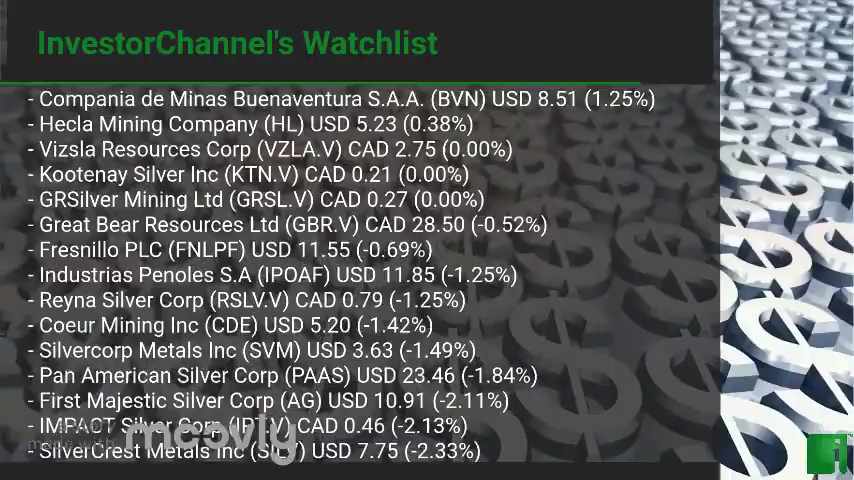 InvestorChannel's Watchlist
- Compania de Minas Buenaventura S.A.A. (BVN) USD 8.51 (1.25%)
- Hecla Mining Company (HL) USD 5.23 (0.38%)
- Vizsla Resources Corp (VZLA.V) CAD 2.75 (0.00%)
- Kootenay Silver Inc (KTN.V) CAD 0.21 (0.00%)
- GRSilver Mining Ltd (GRSL.V) CAD 0.27 (0.00%)
- Great Bear Resources Ltd (GBR.V) CAD 28.50 (-0.52%)
- Fresnillo PLC (FNLPF) USD 11.55 (-0.69%)
- Industrias Penoles S.A (IPOAF) USD 11.85 (-1.25%)
- Reyna Silver Corp (RSLV.V) CAD 0.79 (-1.25%)
- Coeur Mining Inc (CDE) USD 5.20 (-1.42%)
- Silvercorp Metals Inc (SVM) USD 3.63 (-1.49%)
- Pan American Silver Corp (PAAS) USD 23.46 (-1.84%)
- First Majestic Silver Corp (AG) USD 10.91 (-2.11%)
- IMPACT Silver Corp CAD 0.46 (-2.13%)
made with moovly
- SilverCrest Metals Inc USD 7.75 (-2.33%)